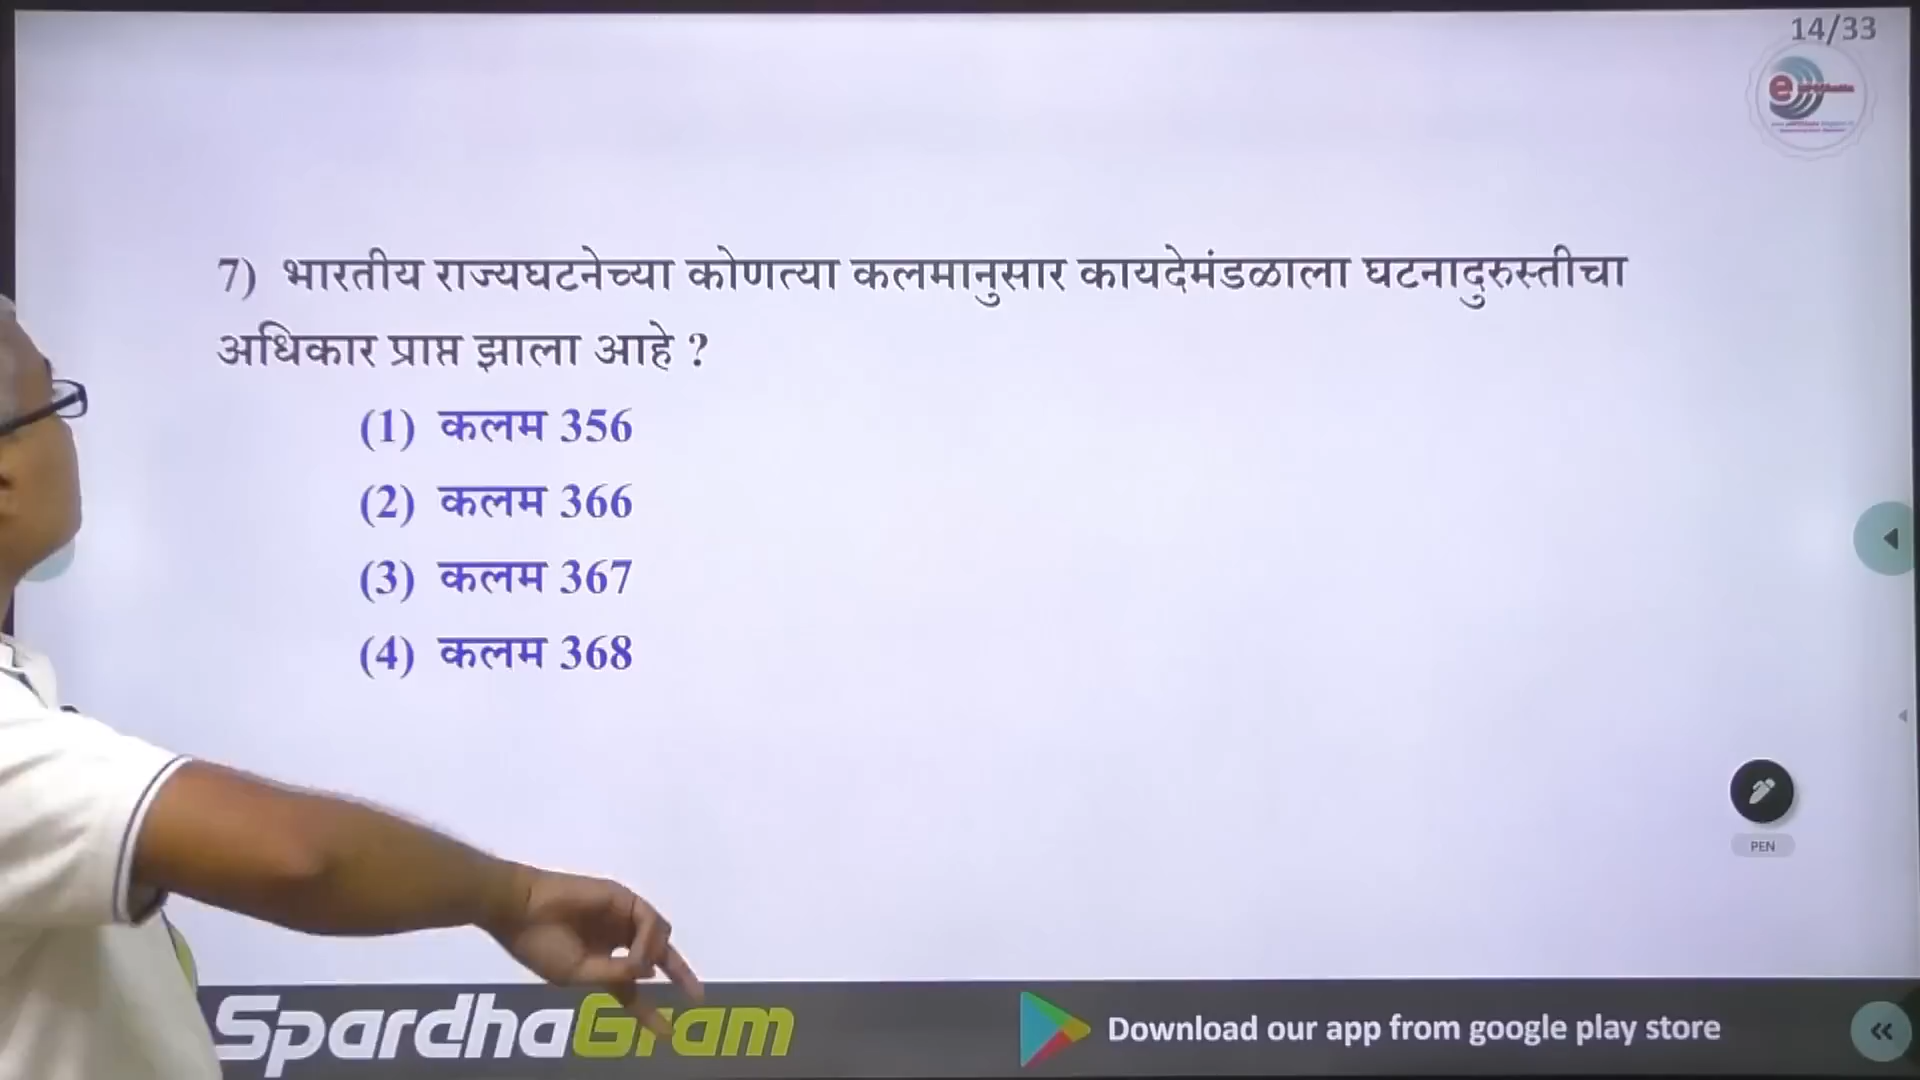 14/33
e
7) भारतीय राज्यघटनेच्या कोणत्या कलमानुसार कायदेमंडळाला घटनादुरुस्तीचा
अधिकार प्राप्त झाला आहे ?
(1) कलम 356
(2) कलम 366
(3) कलम 367
(4) कलम 368
PEN
SpardhaGram
Download our app from google play store